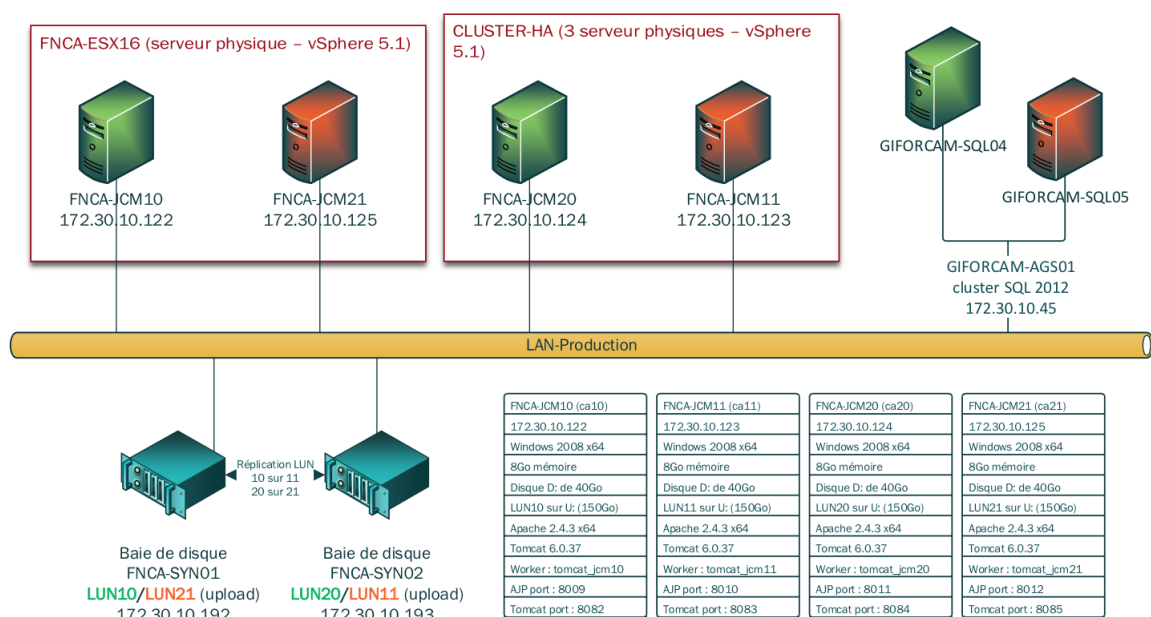 FNCA-ESX16 (serveur physique – vSphere 5.1)
FNCA-JCM10
172.30.10.122
FNCA-JCM21
172.30.10.125
CLUSTER-HA (3 serveur physiques – vSphere
5.1)
FNCA-JCM20
172.30.10.124
FNCA-JCM11
172.30.10.123
GIFORCAM-SQL04
GIFORCAM-SQL05
GIFORCAM-AGS01
cluster SQL 2012
172.30.10.45
LAN-Production
Réplication LUN
10 sur 11
20 sur 21
Baie de disque
FNCA-SYN01
LUN10/LUN21 (upload)
172.30.10.192
Baie de disque
FNCA-SYN02
LUN20/LUN11 (upload)
172.30.10.193
FNCA-JCM10 (ca10)
172.30.10.122
Windows 2008 x64
8Go mémoire
Disque D: de 40Go
LUN10 sur U: (150Go)
Apache 2.4.3 x64
Tomcat 6.0.37
Worker : tomcat_jcm10
AJP port : 8009
Tomcat port : 8082
FNCA-JCM11 (ca11)
172.30.10.123
Windows 2008 x64
8Go mémoire
Disque D: de 40Go
LUN11 sur U: (150Go)
Apache 2.4.3 x64
Tomcat 6.0.37
Worker : tomcat_jcm11
AJP port : 8010
Tomcat port : 8083
FNCA-JCM20 (ca20)
172.30.10.124
Windows 2008 x64
8Go mémoire
Disque D: de 40Go
LUN20 sur U: (150Go)
Apache 2.4.3 x64
Tomcat 6.0.37
Worker : tomcat_jcm20
AJP port : 8011
Tomcat port : 8084
FNCA-JCM21 (ca21)
172.30.10.125
Windows 2008 x64
8Go mémoire
Disque D: de 40Go
LUN21 sur U: (150Go)
Apache 2.4.3 x64
Tomcat 6.0.37
Worker : tomcat_jcm21
AJP port : 8012
Tomcat port : 8085